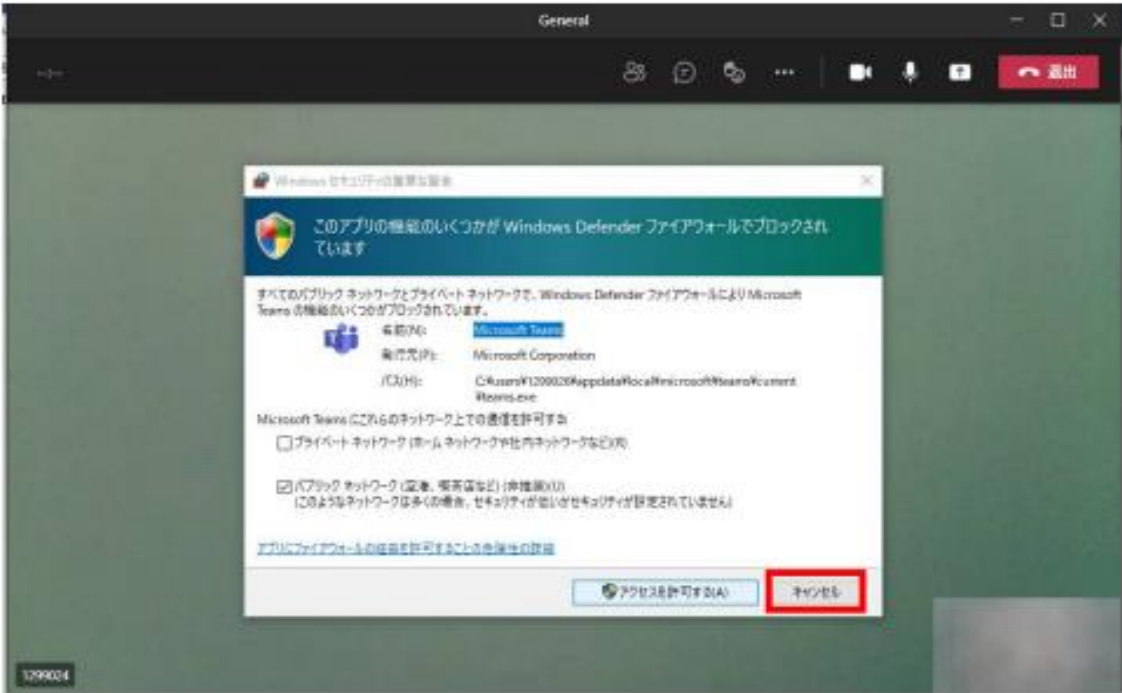 General
退出
Windows セキュリティの重要な警告
このアプリの機能のいくつかが Windows Defender ファイアウォールでブロックされ
ています
すべてのパブリック ネットワークとプライベート ネットワークで、Windows Defender ファイアウォールにより Microsoft
Teams の機能のいくつかがブロックされています。
名前(N): Microsoft Teams
発行元(P): Microsoft Corporation
パス(H): C:¥users¥1299026¥appdata¥local¥microsoft¥teams¥current
¥teams.exe
Microsoft Teams にこれらのネットワーク上での通信を許可する:
プライベート ネットワーク (ホーム ネットワークや社内ネットワークなど)(R)
パブリック ネットワーク (空港、喫茶店など) (非推奨)(U)
(このようなネットワークは多くの場合、セキュリティが低いかセキュリティが設定されていません)
アプリにファイアウォールの経由を許可することの危険性の詳細
アクセスを許可する(A)
キャンセル
1299024